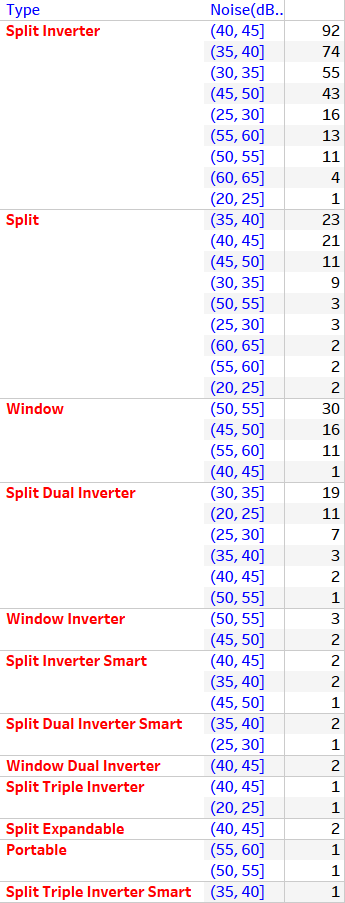 Type Noise(dB..
Split Inverter (40, 45] 92
(35, 40] 74
(30, 35] 55
(45, 50] 43
(25, 30] 16
(55, 60] 13
(50, 55] 11
(60, 65] 4
(20, 25] 1
Split (35, 40] 23
(40, 45] 21
(45, 50] 11
(30, 35] 9
(50, 55] 3
(25, 30] 3
(60, 65] 2
(55, 60] 2
(20, 25] 2
Window (50, 55] 30
(45, 50] 16
(55, 60] 11
(40, 45] 1
Split Dual Inverter (30, 35] 19
(20, 25] 11
(25, 30] 7
(35, 40] 3
(40, 45] 2
(50, 55] 1
Window Inverter (50, 55] 3
(45, 50] 2
Split Inverter Smart (40, 45] 2
(35, 40] 2
(45, 50] 1
Split Dual Inverter Smart (35, 40] 2
(25, 30] 1
Window Dual Inverter (40, 45] 2
Split Triple Inverter (40, 45] 1
(20, 25] 1
Split Expandable (40, 45] 2
Portable (55, 60] 1
(50, 55] 1
Split Triple Inverter Smart (35, 40] 1